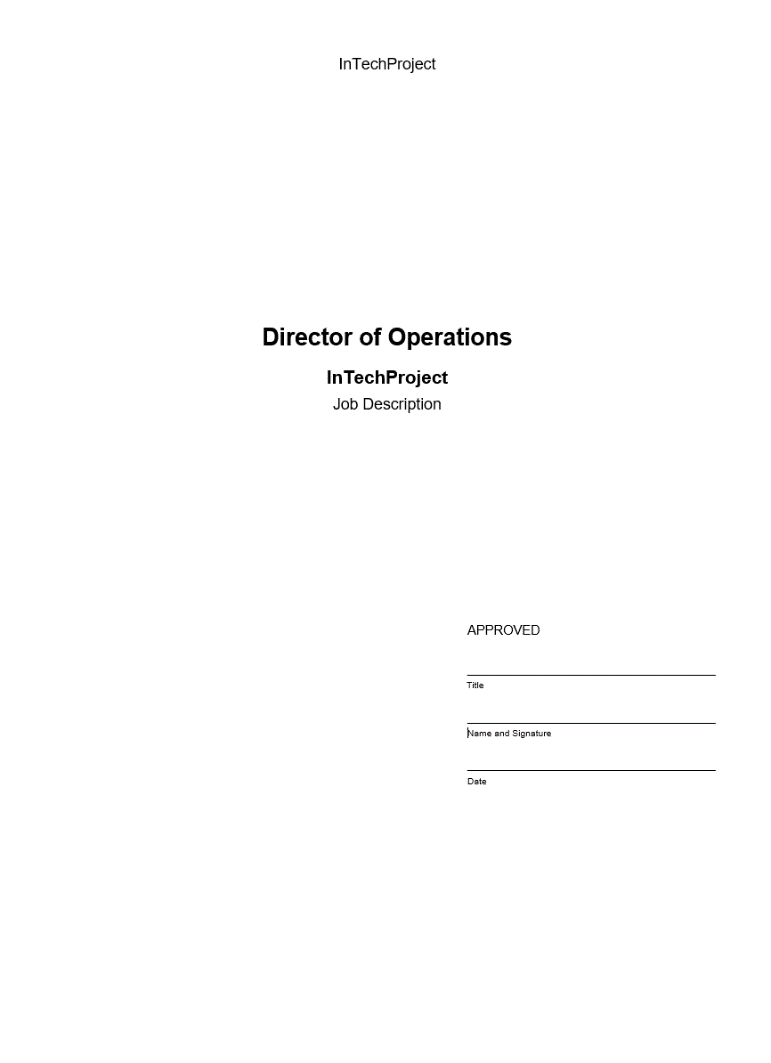 InTechProject
Director of Operations
InTechProject
Job Description
APPROVED
Title
Name and Signature
Date